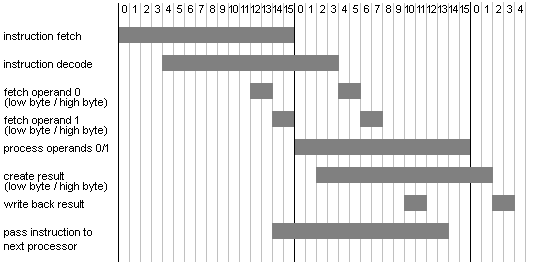 0 1 2 3 4 5 6 7 8 9 10 11 12 13 14 15 0 1 2 3 4 5 6 7 8 9 10 11 12 13 14 15 0 1 2 3 4
instruction fetch
instruction decode
fetch operand 0
(low byte / high byte)
fetch operand 1
(low byte / high byte)
process operands 0/1
create result
(low byte / high byte)
write back result
pass instruction to
next processor